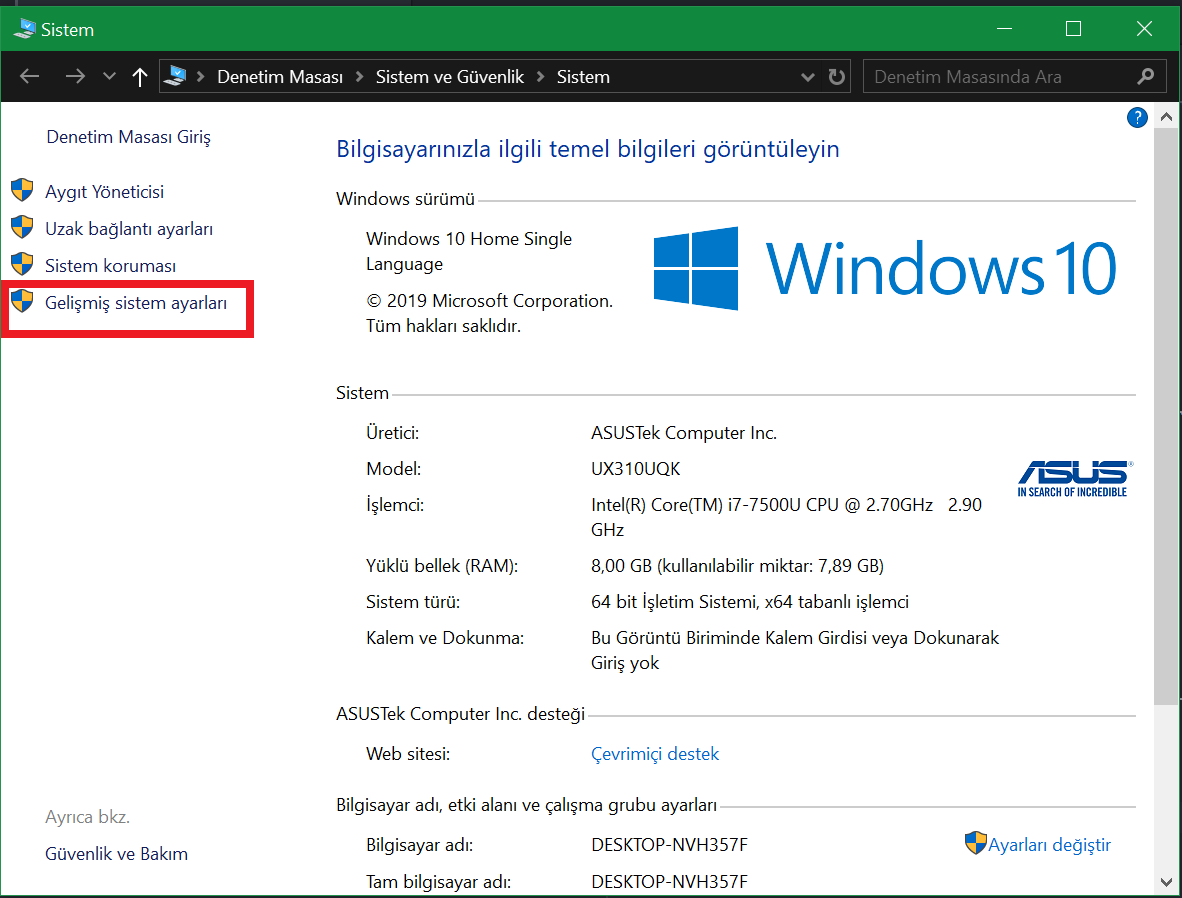 Sistem
Denetim Masası > Sistem ve Güvenlik > Sistem
Denetim Masasında Ara
Denetim Masası Giriş
Aygıt Yöneticisi
Uzak bağlantı ayarları
Sistem koruması
Gelişmiş sistem ayarları
Ayrıca bkz.
Güvenlik ve Bakım
?
Bilgisayarınızla ilgili temel bilgileri görüntüleyin
Windows sürümü
Windows 10 Home Single
Language
© 2019 Microsoft Corporation.
Tüm hakları saklıdır.
Windows 10
Sistem
Üretici: ASUSTek Computer Inc.
Model: UX310UQK
İşlemci: Intel(R) Core(TM) i7-7500U CPU @ 2.70GHz 2.90
GHz
Yüklü bellek (RAM): 8,00 GB (kullanılabilir miktar: 7,89 GB)
Sistem türü: 64 bit İşletim Sistemi, x64 tabanlı işlemci
Kalem ve Dokunma: Bu Görüntü Biriminde Kalem Girdisi veya Dokunarak
Giriş yok
ASUS®
IN SEARCH OF INCREDIBLE
ASUSTek Computer Inc. desteği
Web sitesi: Çevrimiçi destek
Bilgisayar adı, etki alanı ve çalışma grubu ayarları
Bilgisayar adı: DESKTOP-NVH357F Ayarları değiştir
Tam bilgisayar adı: DESKTOP-NVH357F